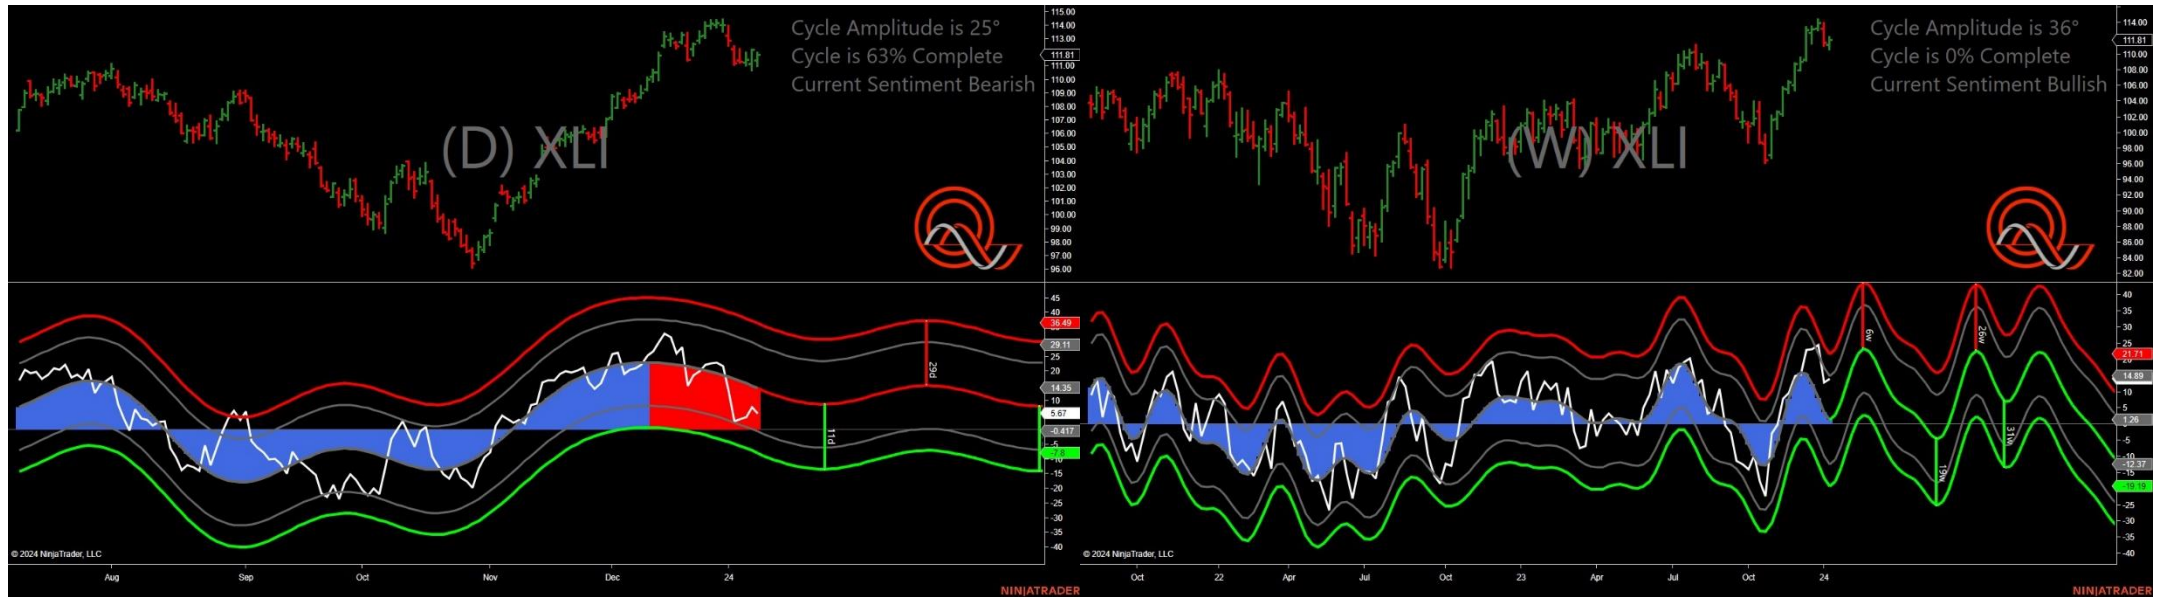 Cycle Amplitude is 25°
Cycle is 63% Complete
Current Sentiment Bearish
(D) XLI
115.00
114.00
113.00
111.81
111.00
110.00
109.00
108.00
107.00
106.00
105.00
104.00
103.00
102.00
101.00
100.00
99.00
98.00
97.00
96.00
45
40
36.49
29.11
25
20
14.35
10
5.67
-0.417
-7.8
-15
-20
-25
-30
-35
-40
29d
11d
© 2024 NinjaTrader, LLC
Aug
Sep
Oct
Nov
Dec
24
NINJATRADER
Cycle Amplitude is 36°
Cycle is 0% Complete
Current Sentiment Bullish
(W) XLI
114.00
111.81
110.00
108.00
106.00
104.00
102.00
100.00
98.00
96.00
94.00
92.00
90.00
88.00
86.00
84.00
82.00
40
35
30
25
21.71
14.89
10
5
1.26
-5
-10
-12.37
-15
-19.19
-25
-30
-35
-40
6w
26w
19w
31w
© 2024 NinjaTrader, LLC
Oct
22
Apr
Jul
Oct
23
Apr
Jul
Oct
24
NINJATRADER